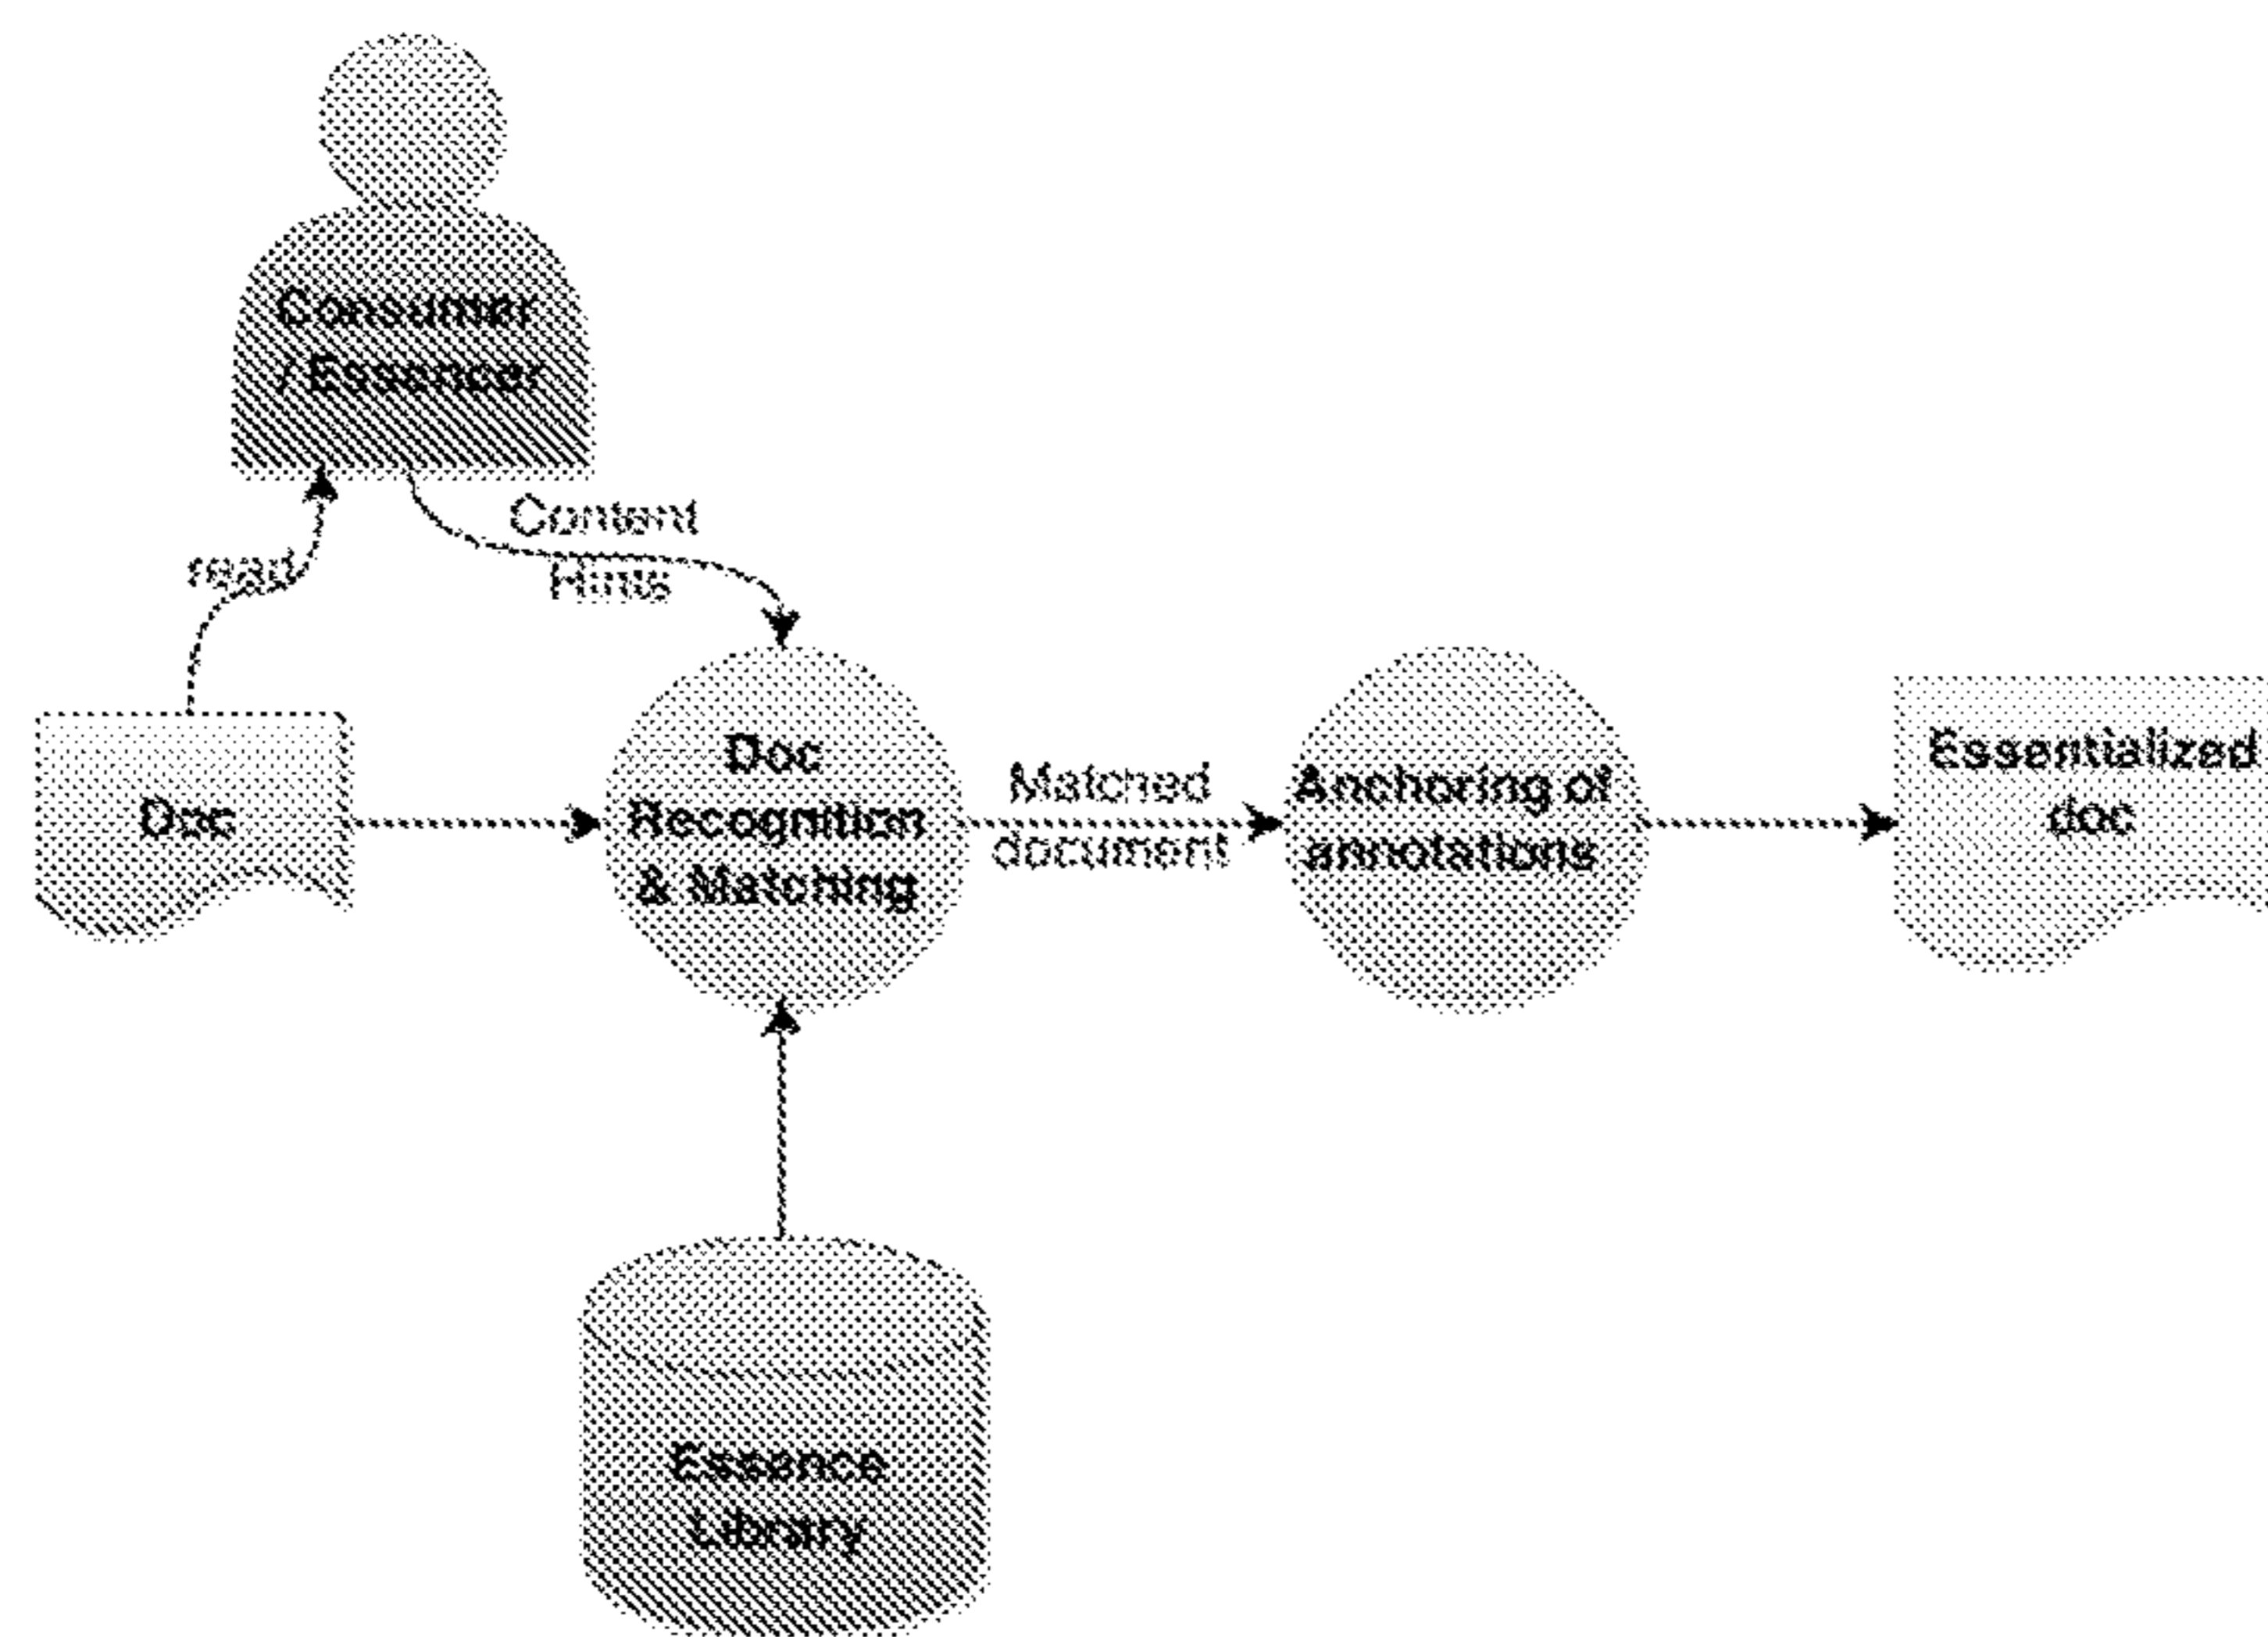 Consumer
/ Essencer
Content
Hints
read
Doc
Doc
Recognition
& Matching
Matched
document
Anchoring of
annotations
Essentialized
doc
Essence
Library